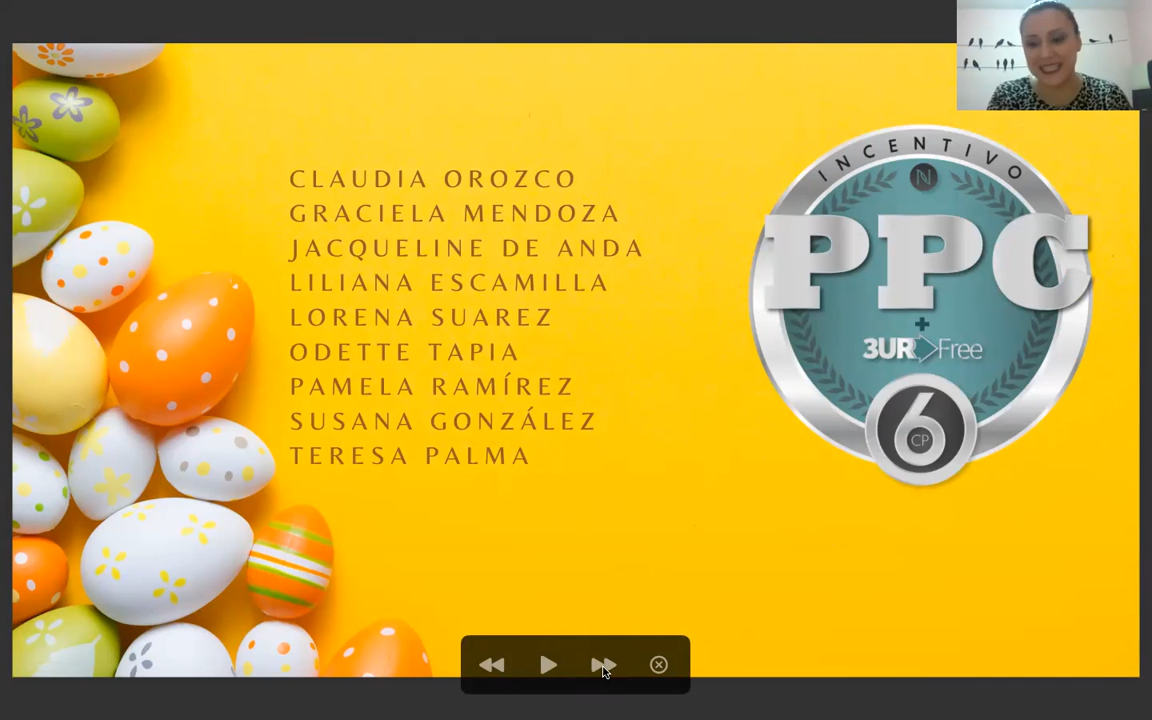 CLAUDIA OROZCO
GRACIELA MENDOZA
JACQUELINE DE ANDA
LILIANA ESCAMILLA
LORENA SUAREZ
ODETTE TAPIA
PAMELA RAMÍREZ
SUSANA GONZÁLEZ
TERESA PALMA
INCENTIVO
N
PPC
+
3UR Free
6
CP